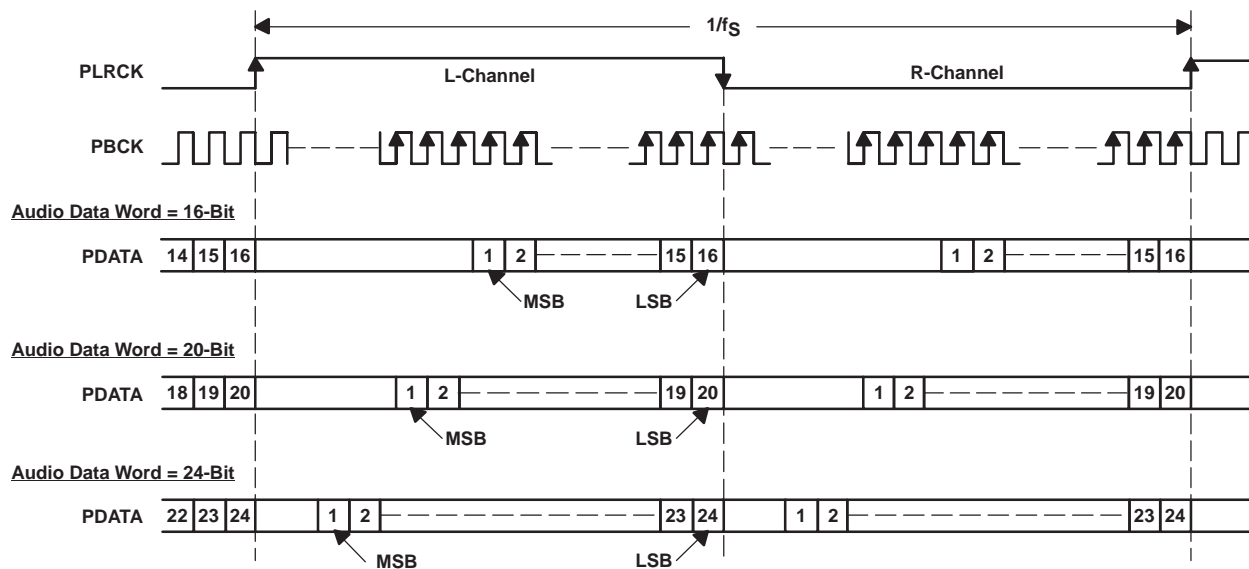 1/fS
PLRCK L-Channel R-Channel
PBCK
Audio Data Word = 16-Bit
PDATA 14 15 16 1 2 15 16 1 2 15 16
MSB LSB
Audio Data Word = 20-Bit
PDATA 18 19 20 1 2 19 20 1 2 19 20
MSB LSB
Audio Data Word = 24-Bit
PDATA 22 23 24 1 2 23 24 1 2 23 24
MSB LSB